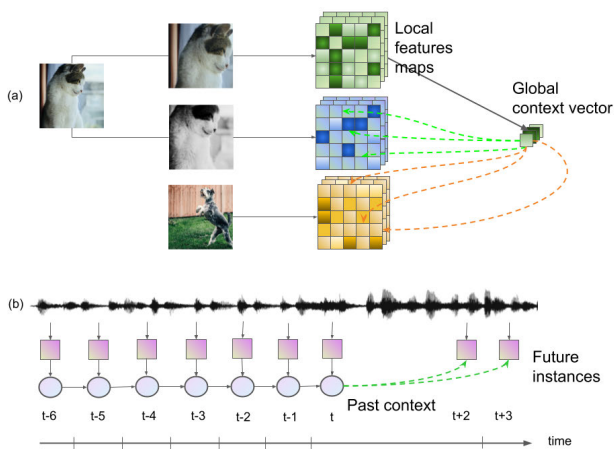 (a)
Local
features
maps
Global
context vector
(b)
Future
instances
Past context
t-6 t-5 t-4 t-3 t-2 t-1 t t+2 t+3
time